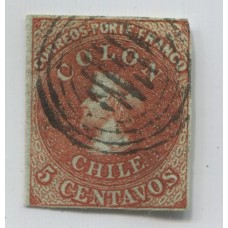 CORREOS PORTE FRANCO
COLON
CHILE
5 CENTAVOS